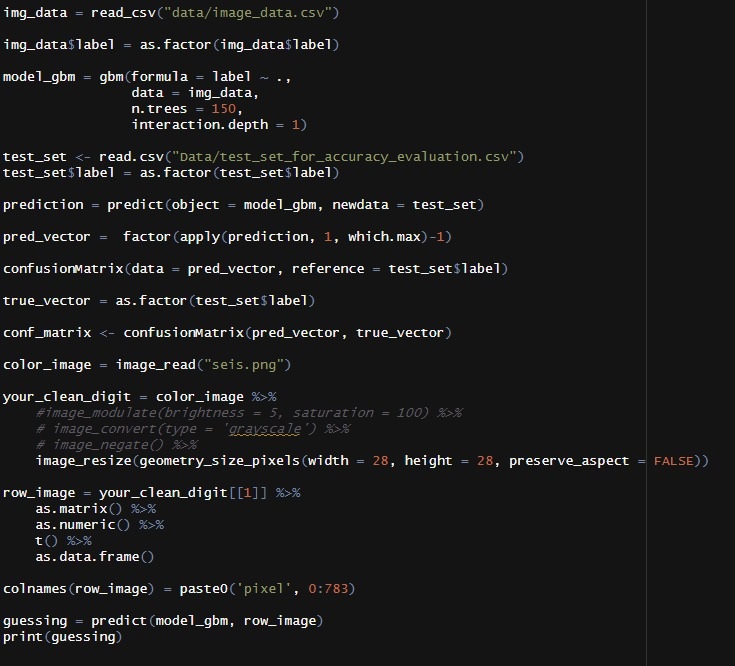 img_data = read_csv("data/image_data.csv")
img_data$label = as.factor(img_data$label)
model_gbm = gbm(formula = label ~ .,
data = img_data,
n.trees = 150,
interaction.depth = 1)
test_set <- read.csv("Data/test_set_for_accuracy_evaluation.csv")
test_set$label = as.factor(test_set$label)
prediction = predict(object = model_gbm, newdata = test_set)
pred_vector =  factor(apply(prediction, 1, which.max)-1)
confusionMatrix(data = pred_vector, reference = test_set$label)
true_vector = as.factor(test_set$label)
conf_matrix <- confusionMatrix(pred_vector, true_vector)
color_image = image_read("seis.png")
your_clean_digit = color_image %>%
#image_modulate(brightness = 5, saturation = 100) %>%
# image_convert(type = 'grayscale') %>%
# image_negate() %>%
image_resize(geometry_size_pixels(width = 28, height = 28, preserve_aspect = FALSE))
row_image = your_clean_digit[[1]] %>%
as.matrix() %>%
as.numeric() %>%
t() %>%
as.data.frame()
colnames(row_image) = paste0('pixel', 0:783)
guessing = predict(model_gbm, row_image)
print(guessing)